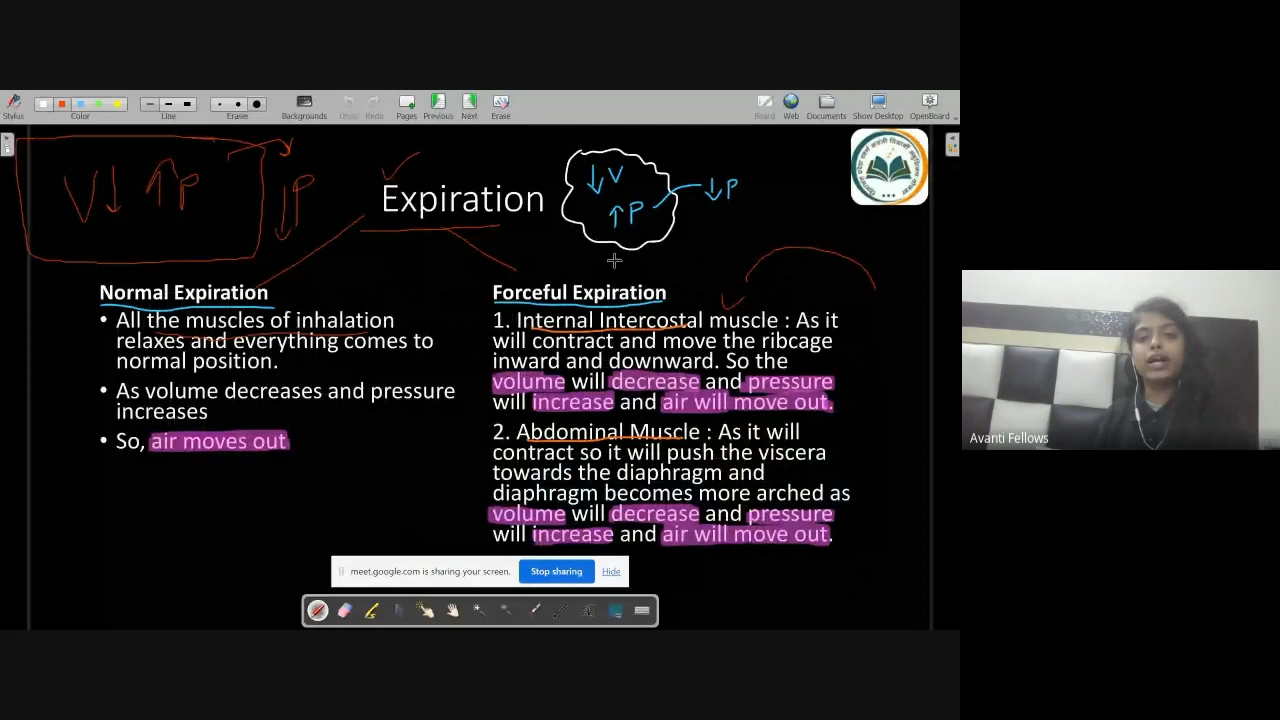 Stylus
Color
Line
Eraser
Backgrounds
Undo
Redo
Pages
Previous
Next
Erase
Board
Web
Documents
Show Desktop
OpenBoard
V↓ ↑P
↓P
Expiration
↓V
↑P
↓P
Normal Expiration
• All the muscles of inhalation
relaxes and everything comes to
normal position.
• As volume decreases and pressure
increases
• So, air moves out
Forceful Expiration
1. Internal Intercostal muscle : As it
will contract and move the ribcage
inward and downward. So the
volume will decrease and pressure
will increase and air will move out.
2. Abdominal Muscle : As it will
contract so it will push the viscera
towards the diaphragm and
diaphragm becomes more arched as
volume will decrease and pressure
will increase and air will move out.
meet.google.com is sharing your screen.
Stop sharing
Hide
Avanti Fellows